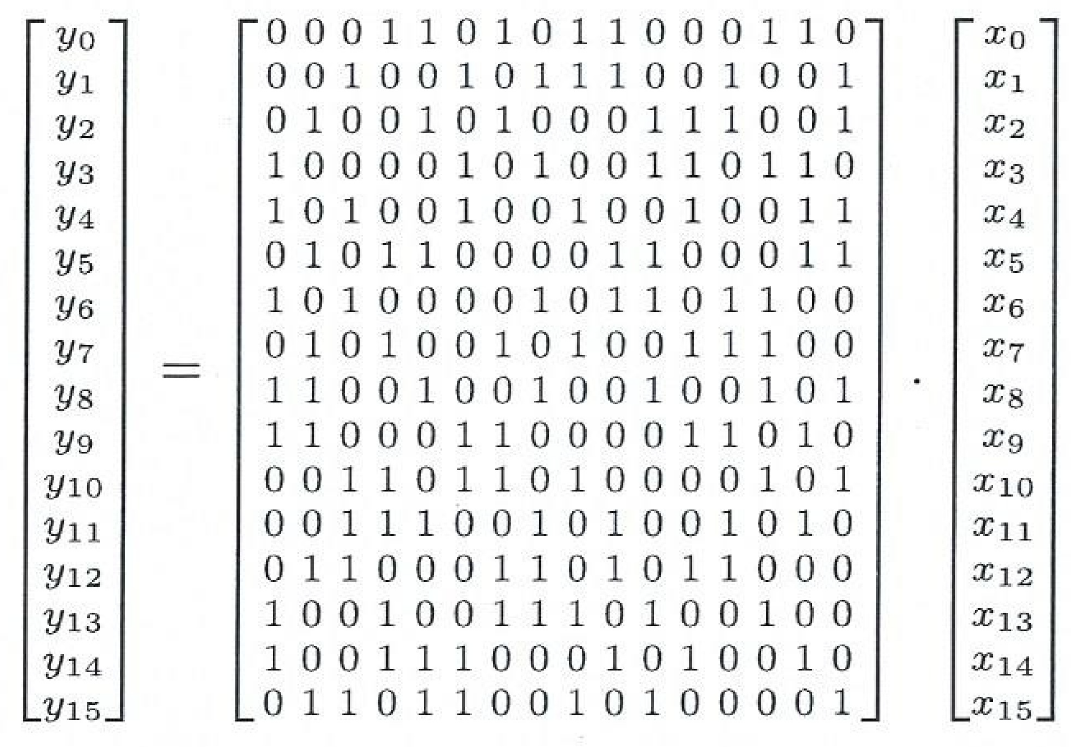 y0 0 0 0 1 1 0 1 0 1 1 0 0 0 1 1 0 x0
y1 0 0 1 0 0 1 0 1 1 1 0 0 1 0 0 1 x1
y2 0 1 0 0 1 0 1 0 0 0 1 1 1 0 0 1 x2
y3 1 0 0 0 0 1 0 1 0 0 1 1 0 1 1 0 x3
y4 1 0 1 0 0 1 0 0 1 0 0 1 0 0 1 1 x4
y5 0 1 0 1 1 0 0 0 0 1 1 0 0 0 1 1 x5
y6 1 0 1 0 0 0 0 1 0 1 1 0 1 1 0 0 x6
y7 0 1 0 1 0 0 1 0 1 0 0 1 1 1 0 0 x7
= ·
y8 1 1 0 0 1 0 0 1 0 0 1 0 0 1 0 1 x8
y9 1 1 0 0 0 1 1 0 0 0 0 1 1 0 1 0 x9
y10 0 0 1 1 0 1 1 0 1 0 0 0 0 1 0 1 x10
y11 0 0 1 1 1 0 0 1 0 1 0 0 1 0 1 0 x11
y12 0 1 1 0 0 0 1 1 0 1 0 1 1 0 0 0 x12
y13 1 0 0 1 0 0 1 1 1 0 1 0 0 1 0 0 x13
y14 1 0 0 1 1 1 0 0 0 1 0 1 0 0 1 0 x14
y15 0 1 1 0 1 1 0 0 1 0 1 0 0 0 0 1 x15